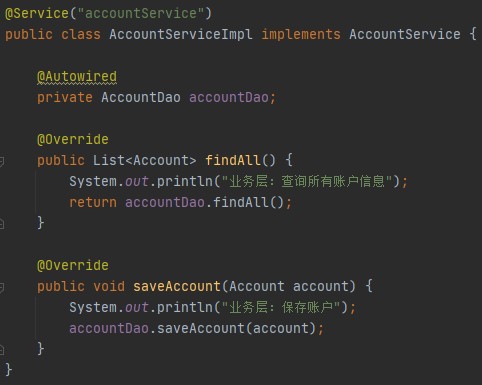 @Service("accountService")
public class AccountServiceImpl implements AccountService {
@Autowired
private AccountDao accountDao;
@Override
public List<Account> findAll() {
System.out.println("业务层：查询所有账户信息");
return accountDao.findAll();
}
@Override
public void saveAccount(Account account) {
System.out.println("业务层：保存账户");
accountDao.saveAccount(account);
}
}